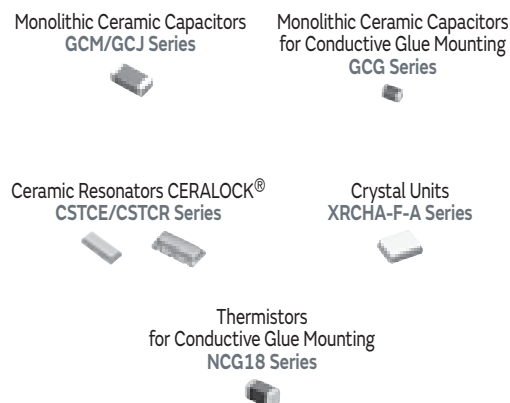 Monolithic Ceramic Capacitors
GCM/GCJ Series
Monolithic Ceramic Capacitors
for Conductive Glue Mounting
GCG Series
Ceramic Resonators CERALOCK®
CSTCE/CSTCR Series
Crystal Units
XRCHA-F-A Series
Thermistors
for Conductive Glue Mounting
NCG18 Series